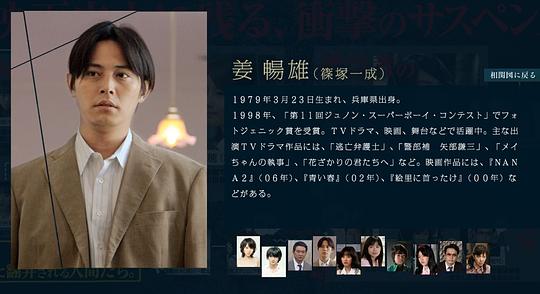 姜 暢雄（篠塚一成）
相関図に戻る
1979年3月23日生まれ、兵庫県出身。
1998年、「第11回ジュノン・スーパーボーイ・コンテスト」でフォ
トジェニック賞を受賞。TVドラマ、映画、舞台などで活躍中。主な出
演TVドラマ作品には、「逃亡弁護士」、「警部補　矢部謙三」、「メイ
ちゃんの執事」、「花ざかりの君たちへ」など。映画作品には、『NAN
A2』（06年）、『青い春』（02年）、『絵里に首ったけ』（00年）な
どがある。